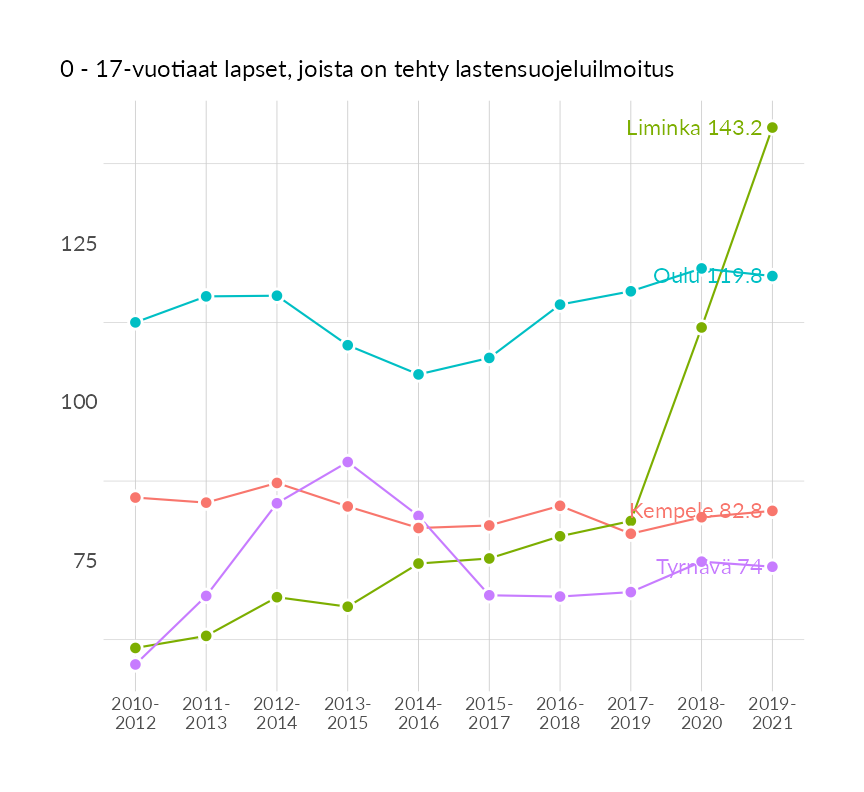 0 - 17-vuotiaat lapset, joista on tehty lastensuojeluilmoitus
Liminka 143.2
125
Oulu 119.8
100
Kempele 82.8
75
Tyrnävä 74
2010- 2011- 2012- 2013- 2014- 2015- 2016- 2017- 2018- 2019-
2012 2013 2014 2015 2016 2017 2018 2019 2020 2021